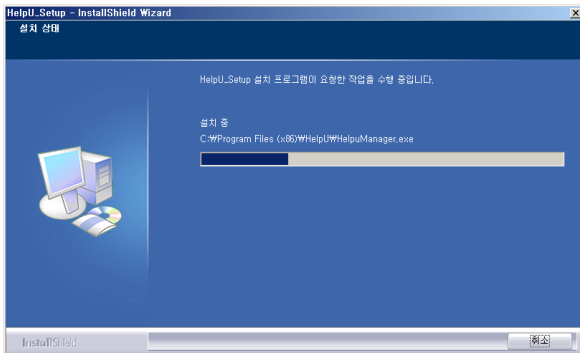 HelpU_Setup - InstallShield Wizard
설치 상태
HelpU_Setup 설치 프로그램이 요청한 작업을 수행 중입니다.
설치 중
C:₩Program Files (x86)₩HelpU₩HelpuManager.exe
InstallShield
취소